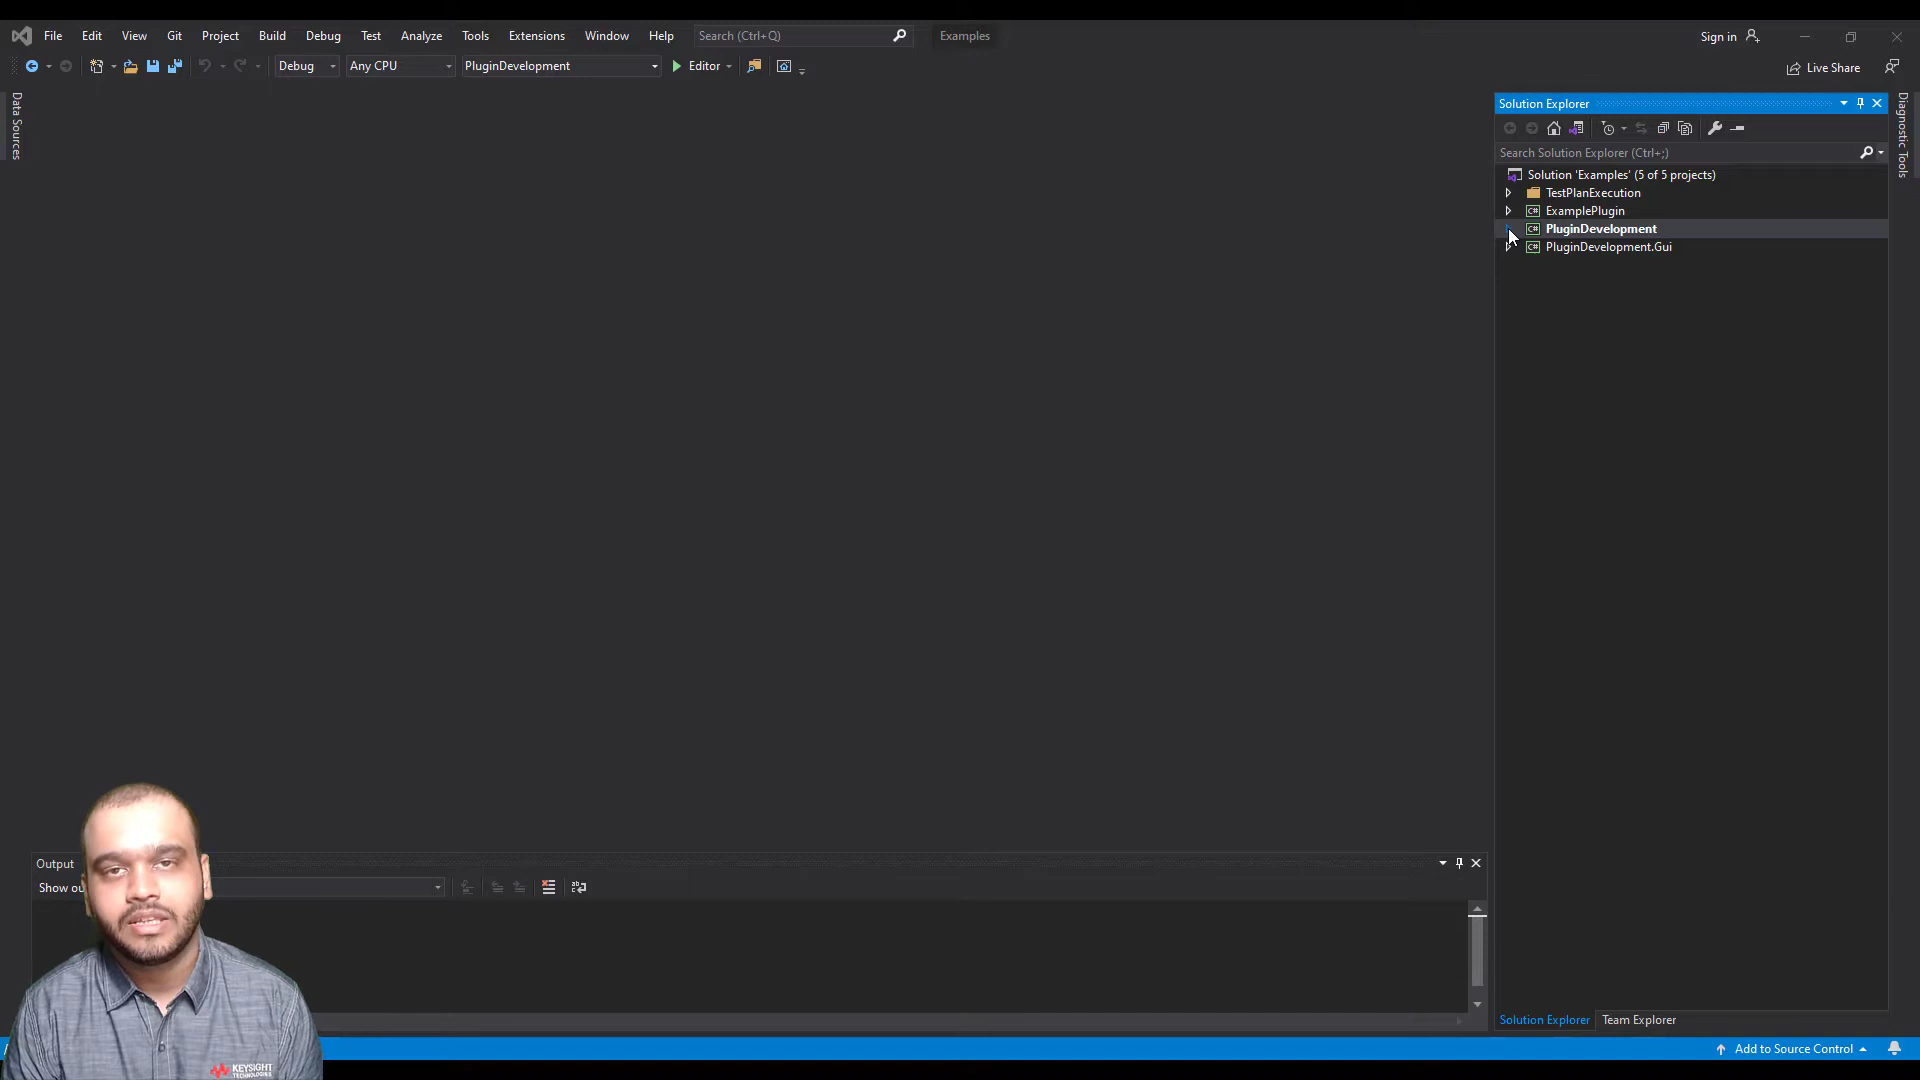 File Edit View Git Project Build Debug Test Analyze Tools Extensions Window Help Search (Ctrl+Q) Examples Sign in
Debug Any CPU PluginDevelopment Editor Live Share
Data Sources
Solution Explorer
Search Solution Explorer (Ctrl+;)
Solution 'Examples' (5 of 5 projects)
TestPlanExecution
C# ExamplePlugin
C# PluginDevelopment
C# PluginDevelopment.Gui
Diagnostic Tools
Output
Show
KEYSIGHT
TECHNOLOGIES
Solution Explorer Team Explorer
Add to Source Control